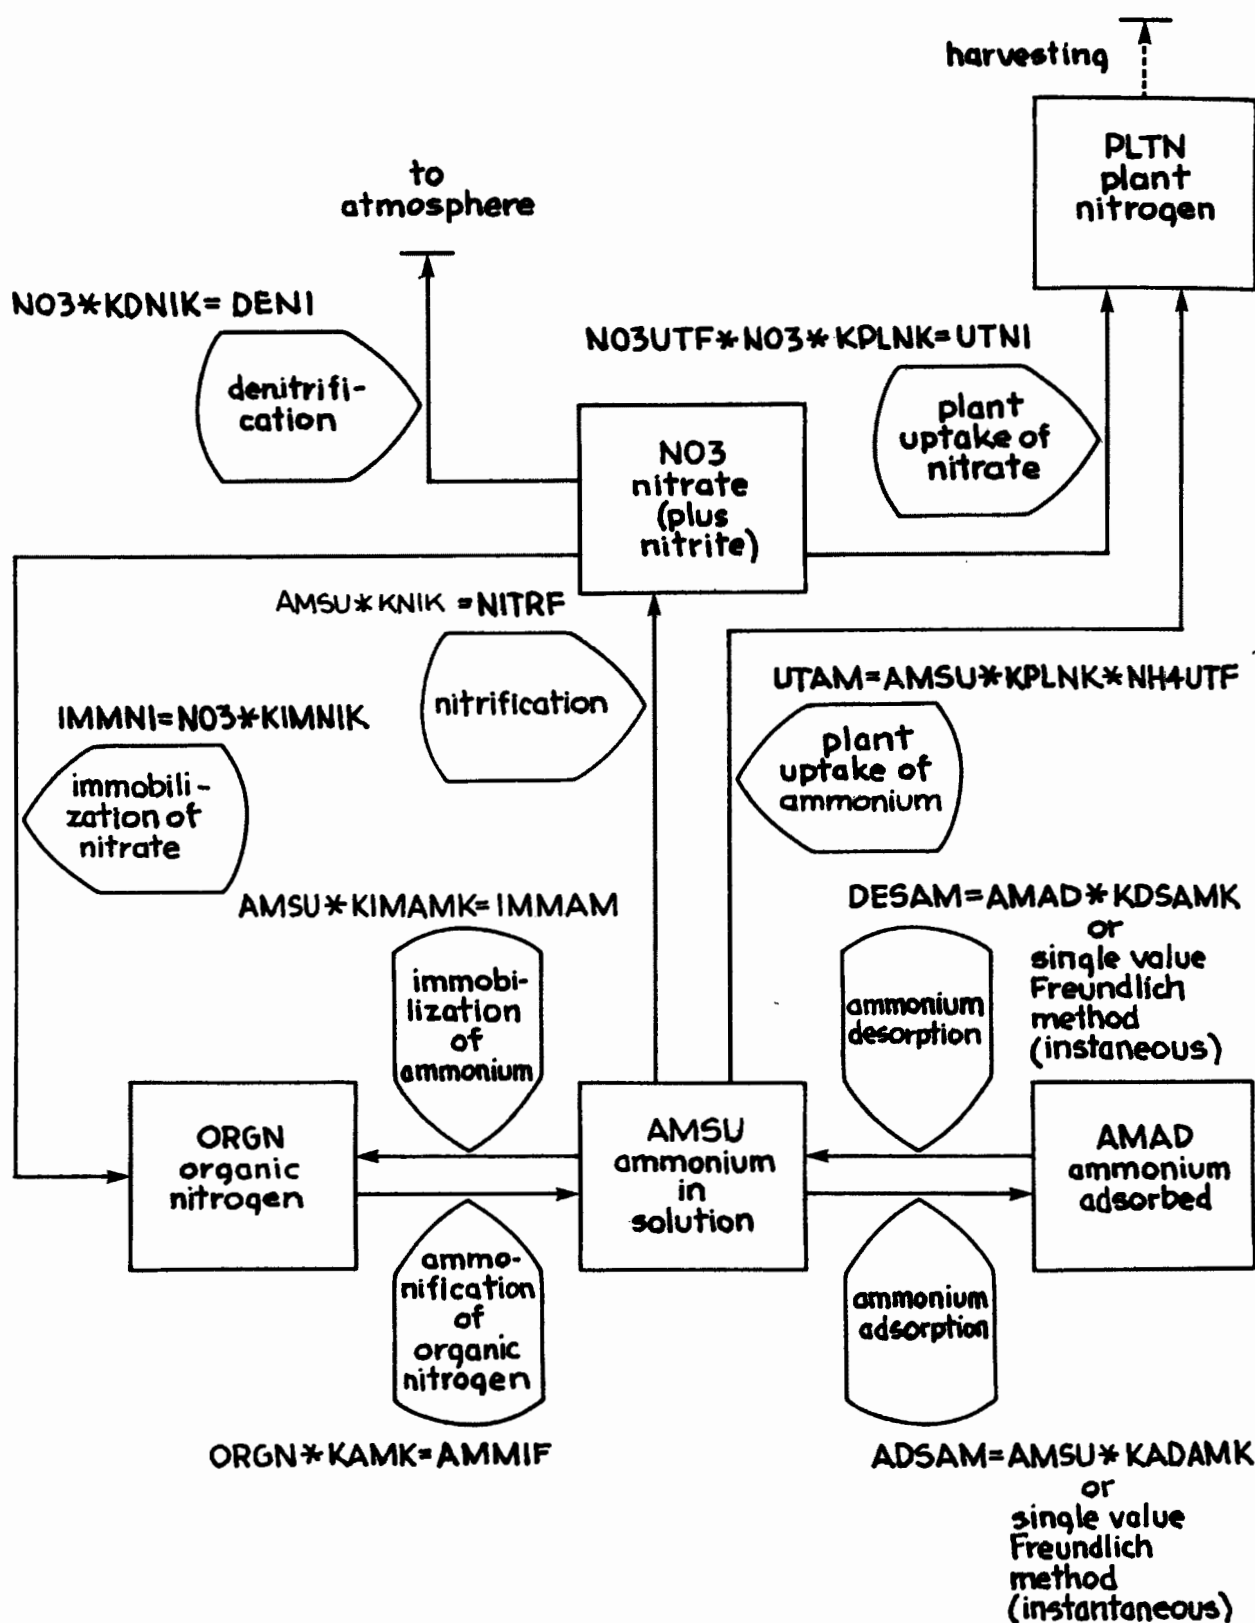 harvesting
PLTN
plant
nitrogen
to
atmosphere
NO3*KDNIK=DENI
denitrifi-
cation
NO3UTF*NO3*KPLNK=UTNI
plant
uptake of
nitrate
NO3
nitrate
(plus
nitrite)
AMSU*KNIK=NITRF
nitrification
UTAM=AMSU*KPLNK*NH4UTF
plant
uptake of
ammonium
IMMNI=NO3*KIMNIK
immobili-
zation of
nitrate
AMSU*KIMAMK=IMMAM
immobi-
lization
of
ammonium
DESAM=AMAD*KDSAMK
or
single value
Freundlich
method
(instaneous)
ammonium
desorption
ORGN
organic
nitrogen
AMSU
ammonium
in
solution
AMAD
ammonium
adsorbed
ammo-
nification
of
organic
nitrogen
ammonium
adsorption
ORGN*KAMK=AMMIF
ADSAM=AMSU*KADAMK
or
single value
Freundlich
method
(instantaneous)